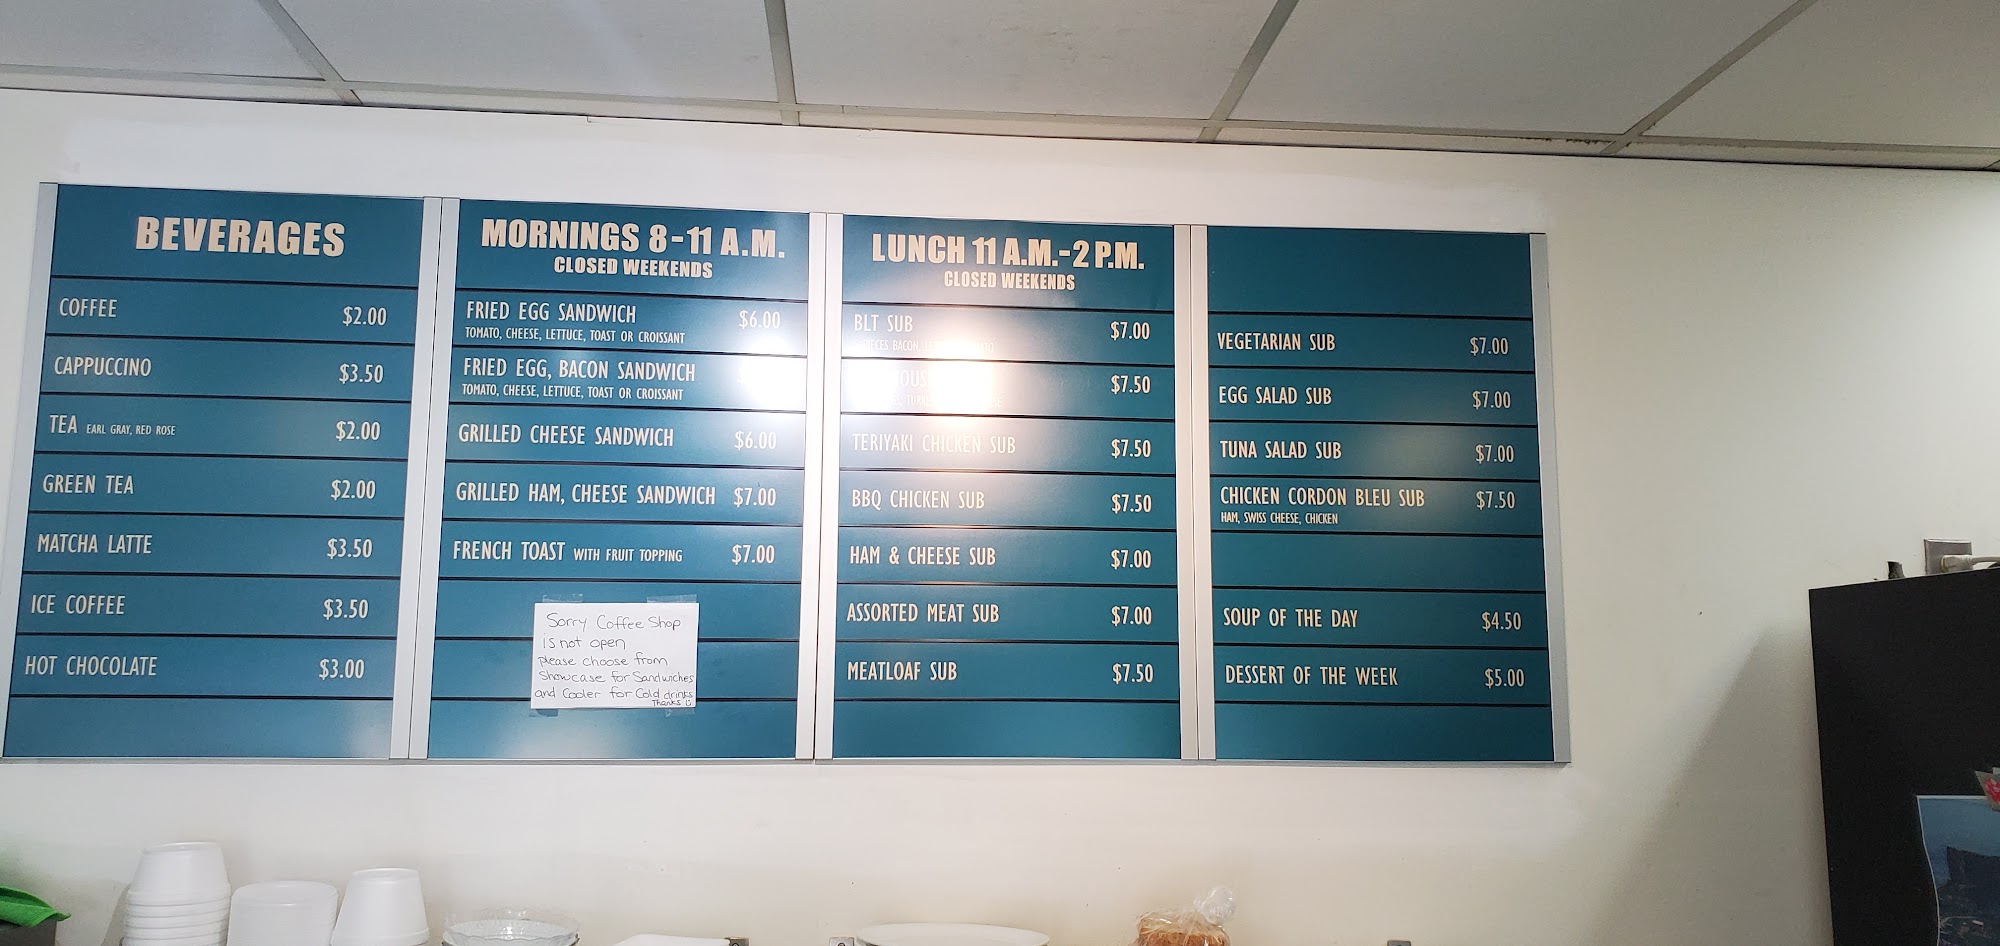 BEVERAGES
COFFEE $2.00
CAPPUCCINO $3.50
TEA EARL GRAY, RED ROSE $2.00
GREEN TEA $2.00
MATCHA LATTE $3.50
ICE COFFEE $3.50
HOT CHOCOLATE $3.00
MORNINGS 8-11 A.M.
CLOSED WEEKENDS
FRIED EGG SANDWICH $6.00
TOMATO, CHEESE, LETTUCE, TOAST OR CROISSANT
FRIED EGG, BACON SANDWICH
TOMATO, CHEESE, LETTUCE, TOAST OR CROISSANT
GRILLED CHEESE SANDWICH $6.00
GRILLED HAM, CHEESE SANDWICH $7.00
FRENCH TOAST WITH FRUIT TOPPING $7.00
Sorry Coffee Shop
is not open
please choose from
Showcase for Sandwiches
and Cooler for Cold drinks
Thanks
LUNCH 11 A.M.-2 P.M.
CLOSED WEEKENDS
BLT SUB $7.00
BACON,
$7.50
TERIYAKI CHICKEN SUB $7.50
BBQ CHICKEN SUB $7.50
HAM & CHEESE SUB $7.00
ASSORTED MEAT SUB $7.00
MEATLOAF SUB $7.50
VEGETARIAN SUB $7.00
EGG SALAD SUB $7.00
TUNA SALAD SUB $7.00
CHICKEN CORDON BLEU SUB $7.50
HAM, SWISS CHEESE, CHICKEN
SOUP OF THE DAY $4.50
DESSERT OF THE WEEK $5.00